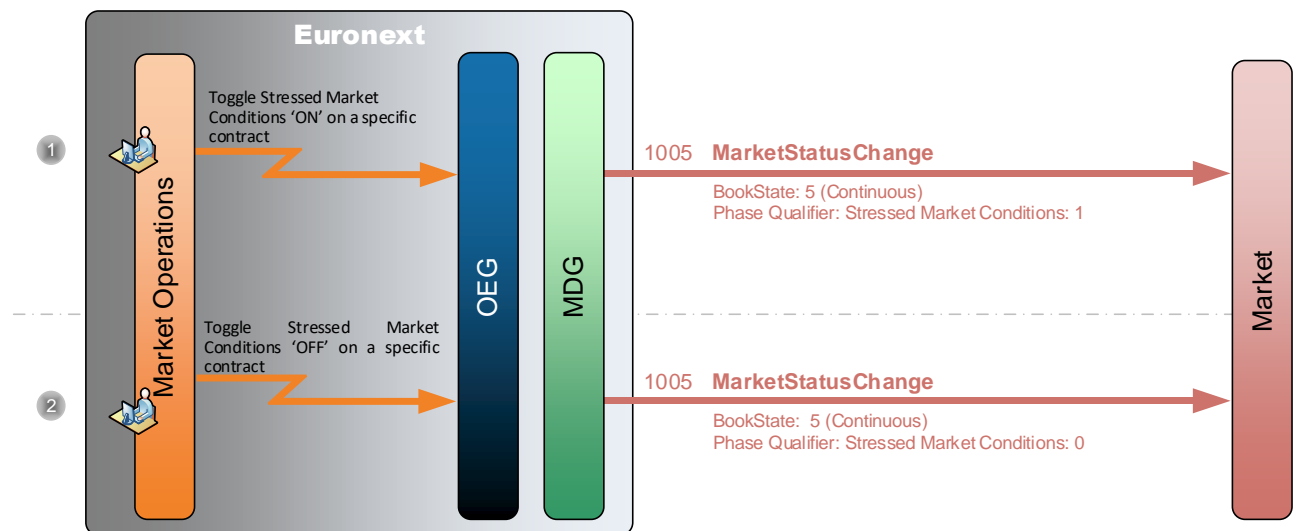 Euronext
Toggle Stressed Market
Conditions ‘ON’ on a specific
contract
1
1005 MarketStatusChange
BookState: 5 (Continuous)
Phase Qualifier: Stressed Market Conditions: 1
Market Operations
OEG
MDG
Market
Toggle Stressed Market
Conditions ‘OFF’ on a specific
contract
2
1005 MarketStatusChange
BookState: 5 (Continuous)
Phase Qualifier: Stressed Market Conditions: 0